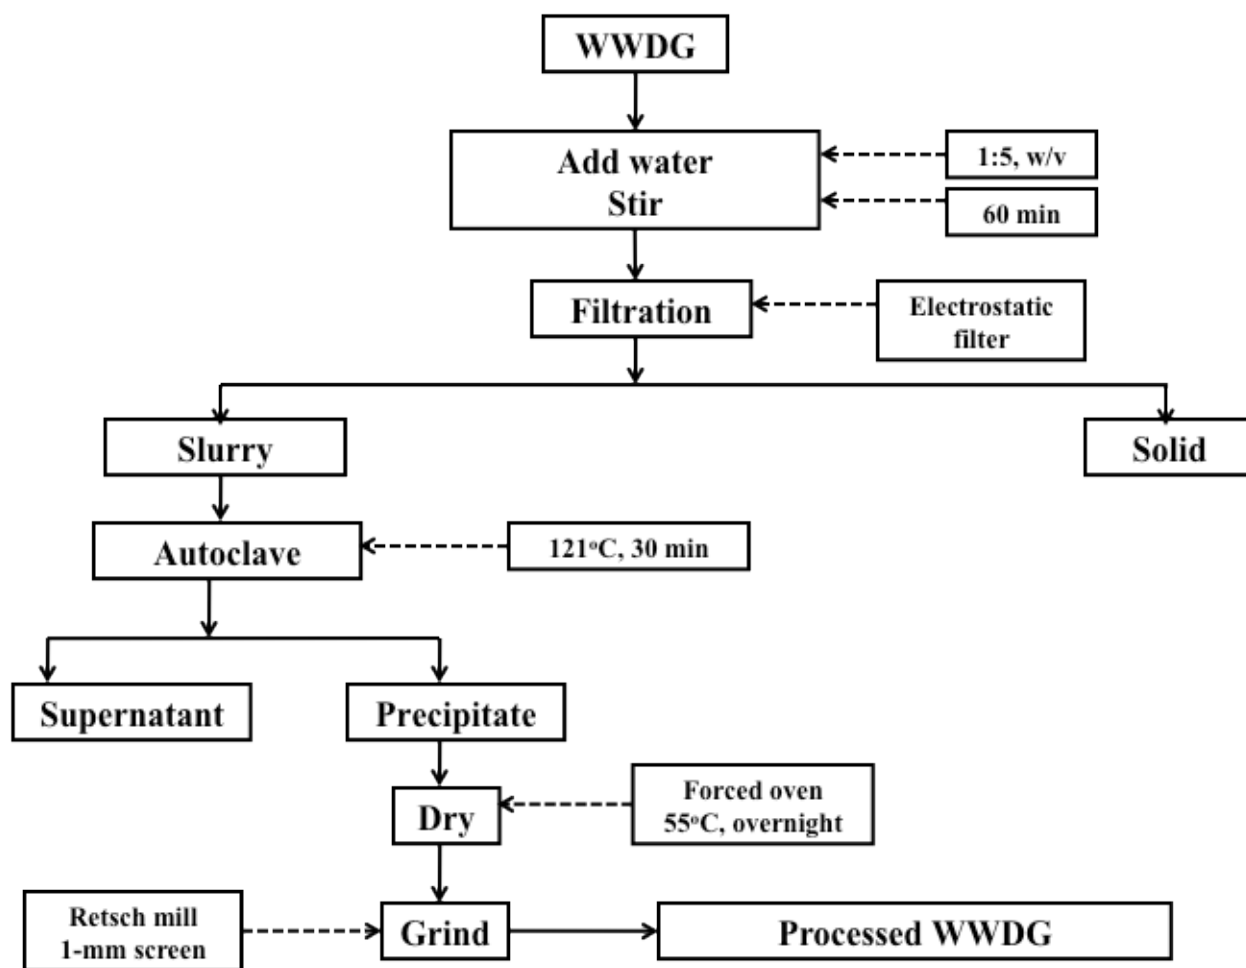 WWDG
Add water
Stir
1:5, w/v
60 min
Filtration
Electrostatic
filter
Slurry
Solid
Autoclave
121°C, 30 min
Supernatant
Precipitate
Dry
Forced oven
55°C, overnight
Retsch mill
1-mm screen
Grind
Processed WWDG